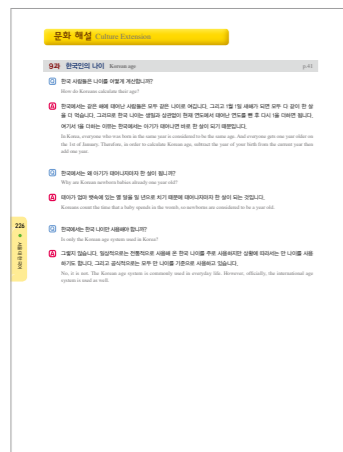 문화 해설 Culture Extension
9과 한국인의 나이 Korean age p.61
Q 한국 사람들은 나이를 어떻게 계산합니까?
How do Koreans calculate their age?
A 한국에서는 같은 해에 태어난 사람들은 모두 같은 나이로 여깁니다. 그리고 1월 1일 새해가 되면 모두 다 같이 한 살
을 더 먹습니다. 그러므로 한국 나이는 생일과 상관없이 현재 연도에서 태어난 연도를 뺀 후 다시 1을 더하면 됩니다.
여기서 1을 더하는 이유는 한국에서는 아기가 태어나면 바로 한 살이 되기 때문입니다.
In Korea, everyone who was born in the same year is considered to be the same age. And everyone gets one year older on
the 1st of January. Therefore, in order to calculate Korean age, subtract the year of your birth from the current year then
add one year.
Q 한국에서는 왜 아기가 태어나자마자 한 살이 됩니까?
Why are Korean newborn babies already one year old?
A 태아가 엄마 뱃속에 있는 열 달을 일 년으로 치기 때문에 태어나자마자 한 살이 되는 것입니다.
Koreans count the time that a baby spends in the womb, so newborns are considered to be a year old.
Q 한국에서는 한국 나이만 사용해야 합니까?
Is only the Korean age system used in Korea?
A 그렇지 않습니다. 일상적으로는 전통적으로 사용해 온 한국 나이를 주로 사용하지만 상황에 따라서는 만 나이를 사용
하기도 합니다. 그리고 공식적으로는 모두 만 나이를 기준으로 사용하고 있습니다.
No, it is not. The Korean age system is commonly used in everyday life. However, officially, the international age
system is used as well.
226